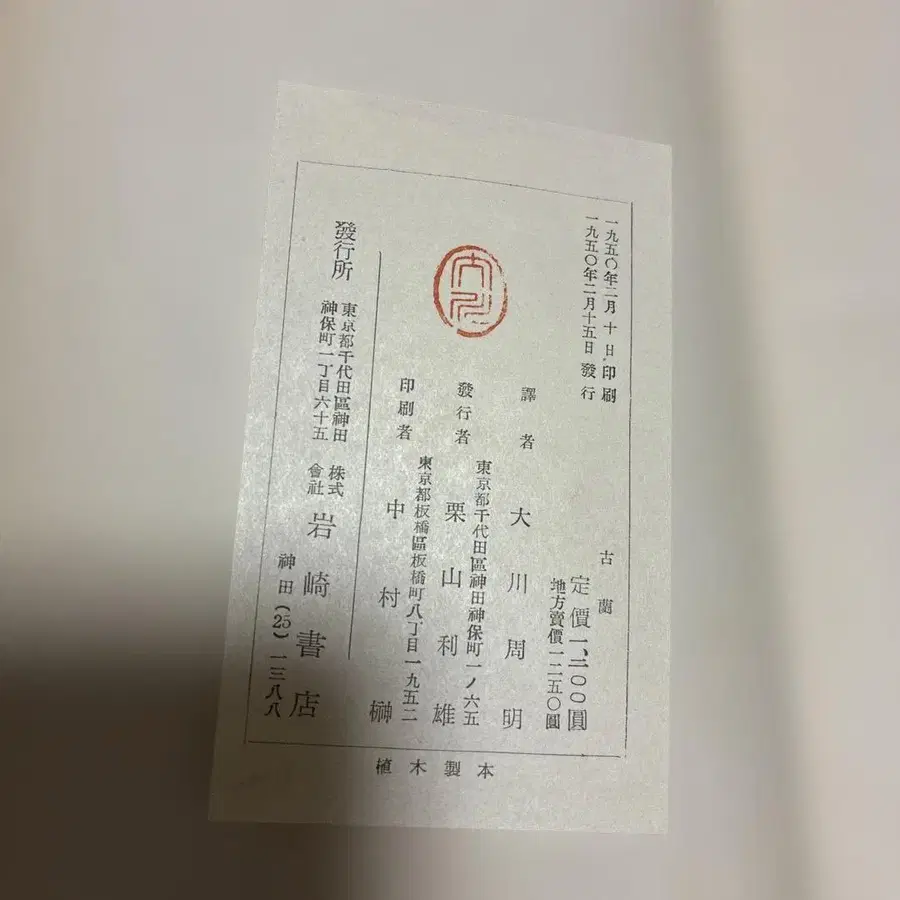 一九五〇年二月 十 日 印刷
一九五〇年二月十五日 發行
古蘭
定價一、二〇〇圓
地方賣價一二五〇圓
譯者 大川周明
東京都千代田區神田神保町一ノ六五
發行者 栗山利雄
東京都板橋區板橋町八丁目一九五二
印刷者 中村榊
發行所
東京都千代田區神田
神保町一丁目六十五
株式
會社
岩崎書店
神田(25)一三八八
植木製本